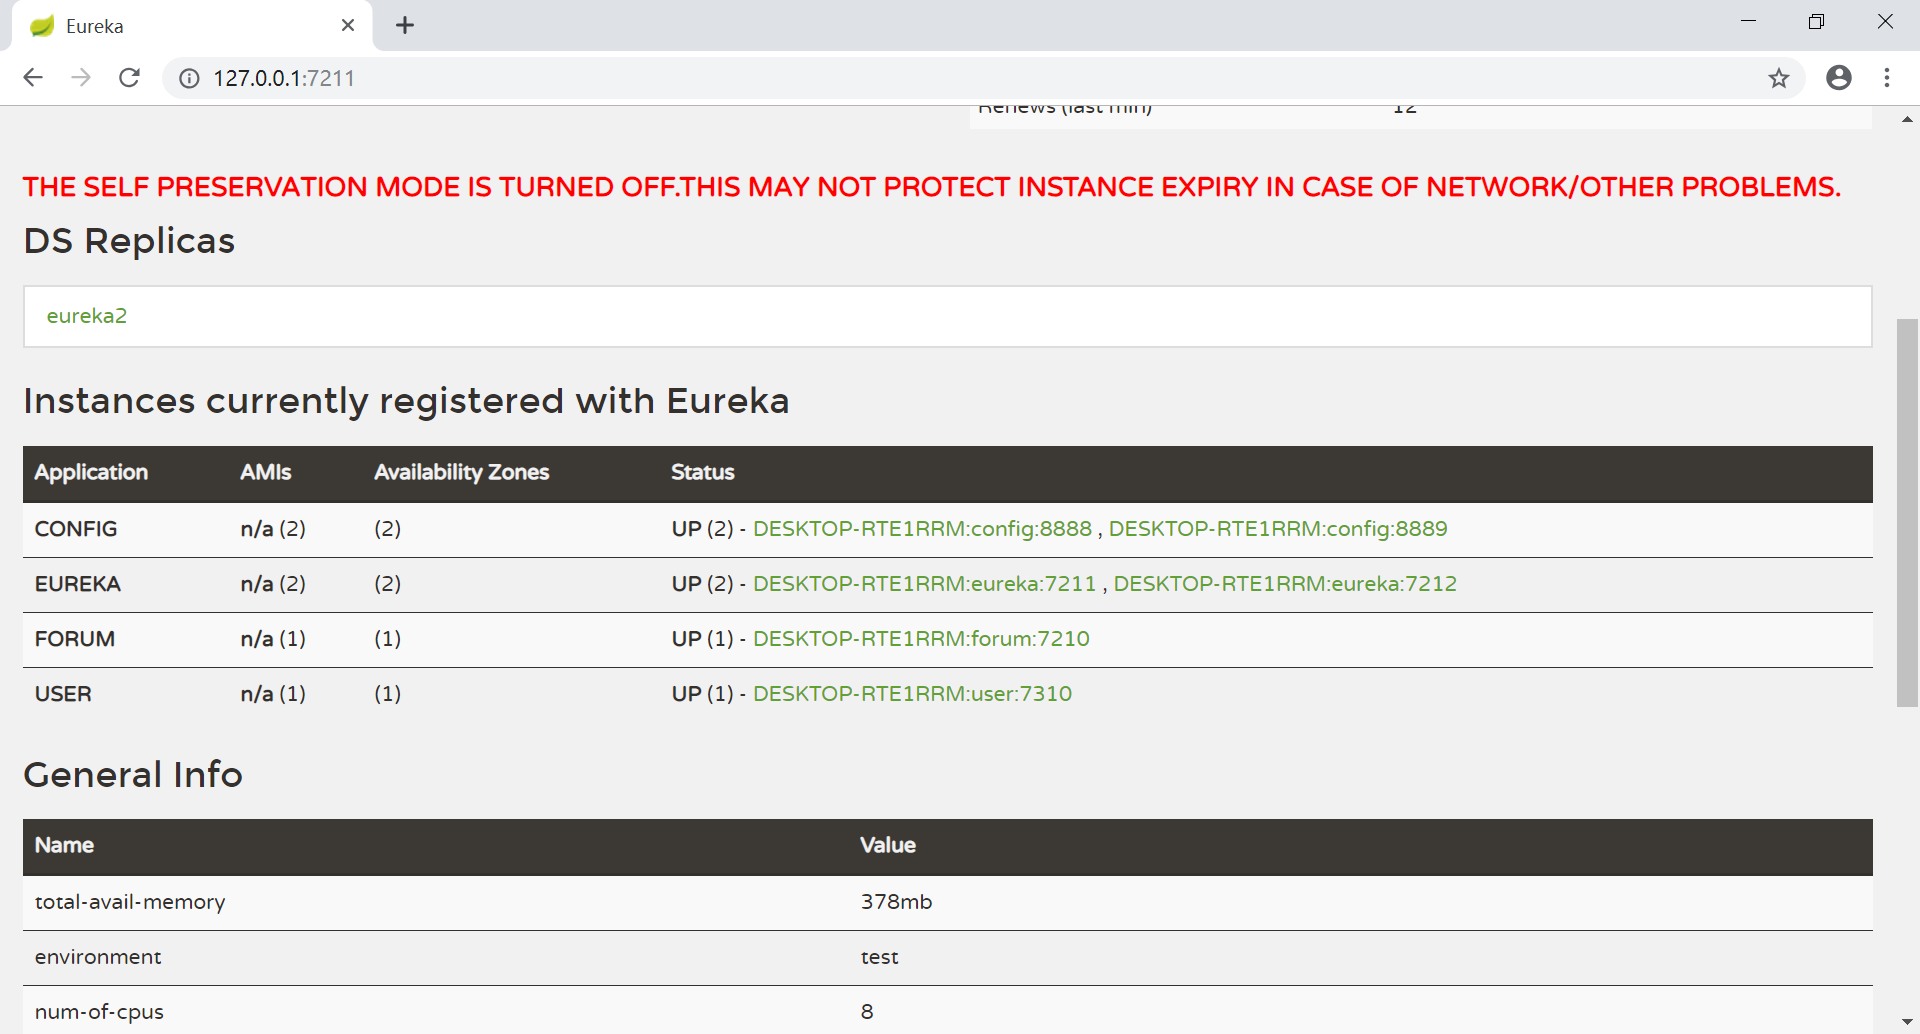 Eureka
127.0.0.1:7211
Renews (last min) 12
THE SELF PRESERVATION MODE IS TURNED OFF.THIS MAY NOT PROTECT INSTANCE EXPIRY IN CASE OF NETWORK/OTHER PROBLEMS.
DS Replicas
eureka2
Instances currently registered with Eureka
Application AMIs Availability Zones Status
CONFIG n/a (2) (2) UP (2) - DESKTOP-RTE1RRM:config:8888 , DESKTOP-RTE1RRM:config:8889
EUREKA n/a (2) (2) UP (2) - DESKTOP-RTE1RRM:eureka:7211 , DESKTOP-RTE1RRM:eureka:7212
FORUM n/a (1) (1) UP (1) - DESKTOP-RTE1RRM:forum:7210
USER n/a (1) (1) UP (1) - DESKTOP-RTE1RRM:user:7310
General Info
Name Value
total-avail-memory 378mb
environment test
num-of-cpus 8